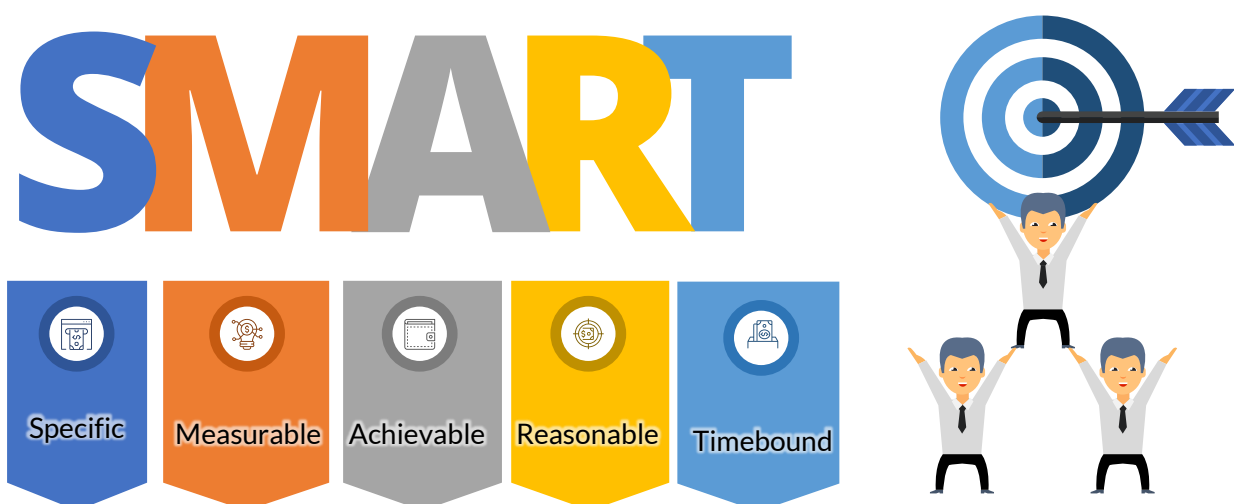 SMART
Specific
Measurable
Achievable
Reasonable
Timebound